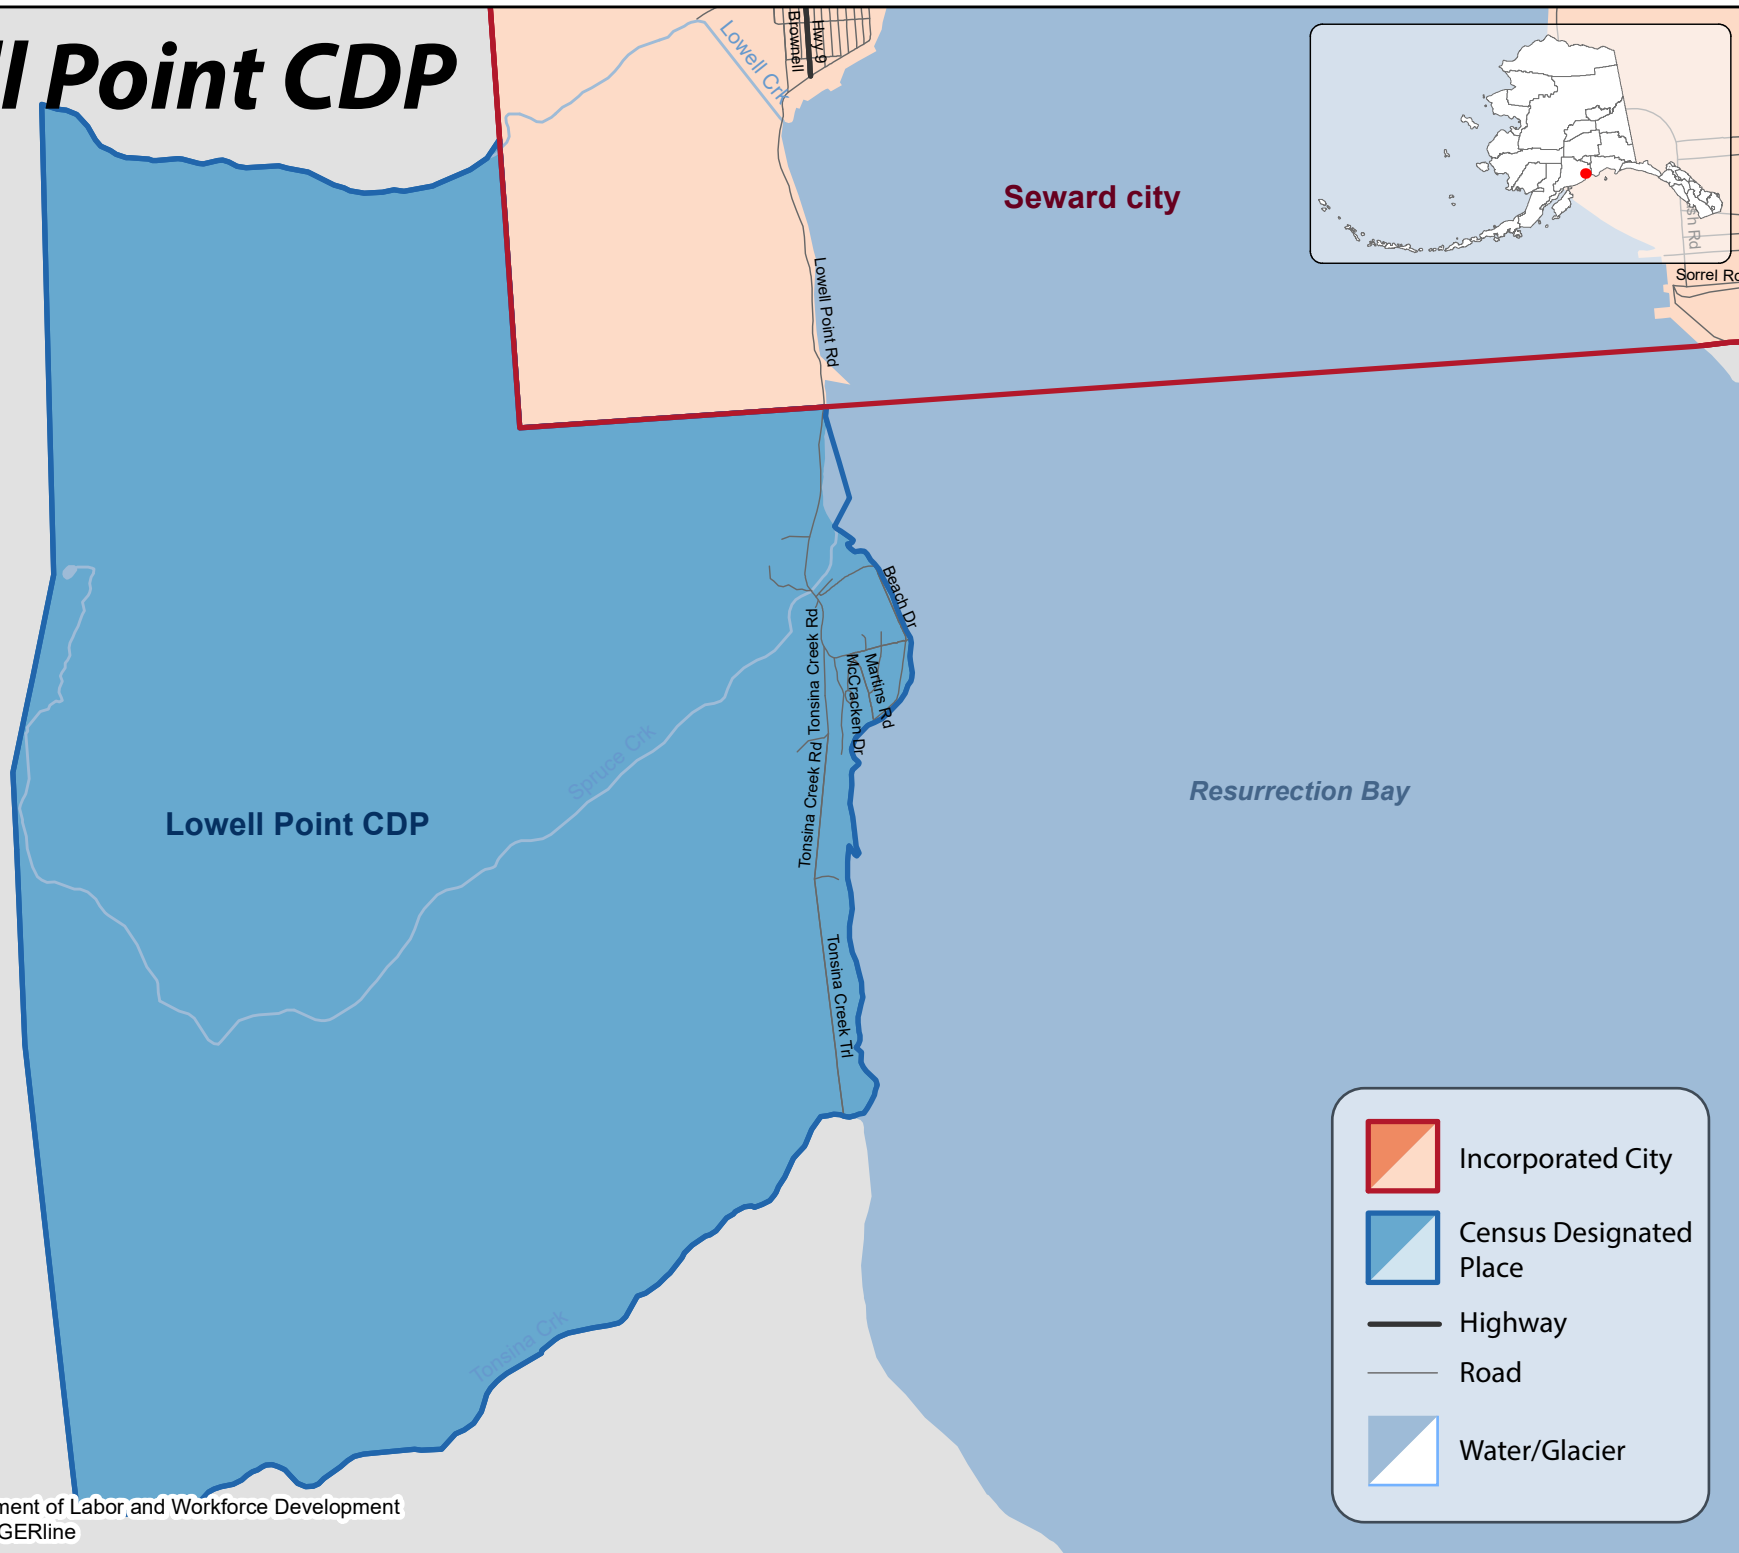 ll Point CDP
Brownell
Hwy 9
Lowell Crk
Seward city
Sorrel
Lowell Point Rd
Beach Dr
Tonsina Creek Rd
McCracken Dr
Martins Rd
Spruce Crk
Tonsina Creek Rd
Lowell Point CDP
Resurrection Bay
Tonsina Creek Trl
Tonsina Crk
Incorporated City
Census Designated
Place
Highway
Road
Water/Glacier
ment of Labor and Workforce Development
GERline